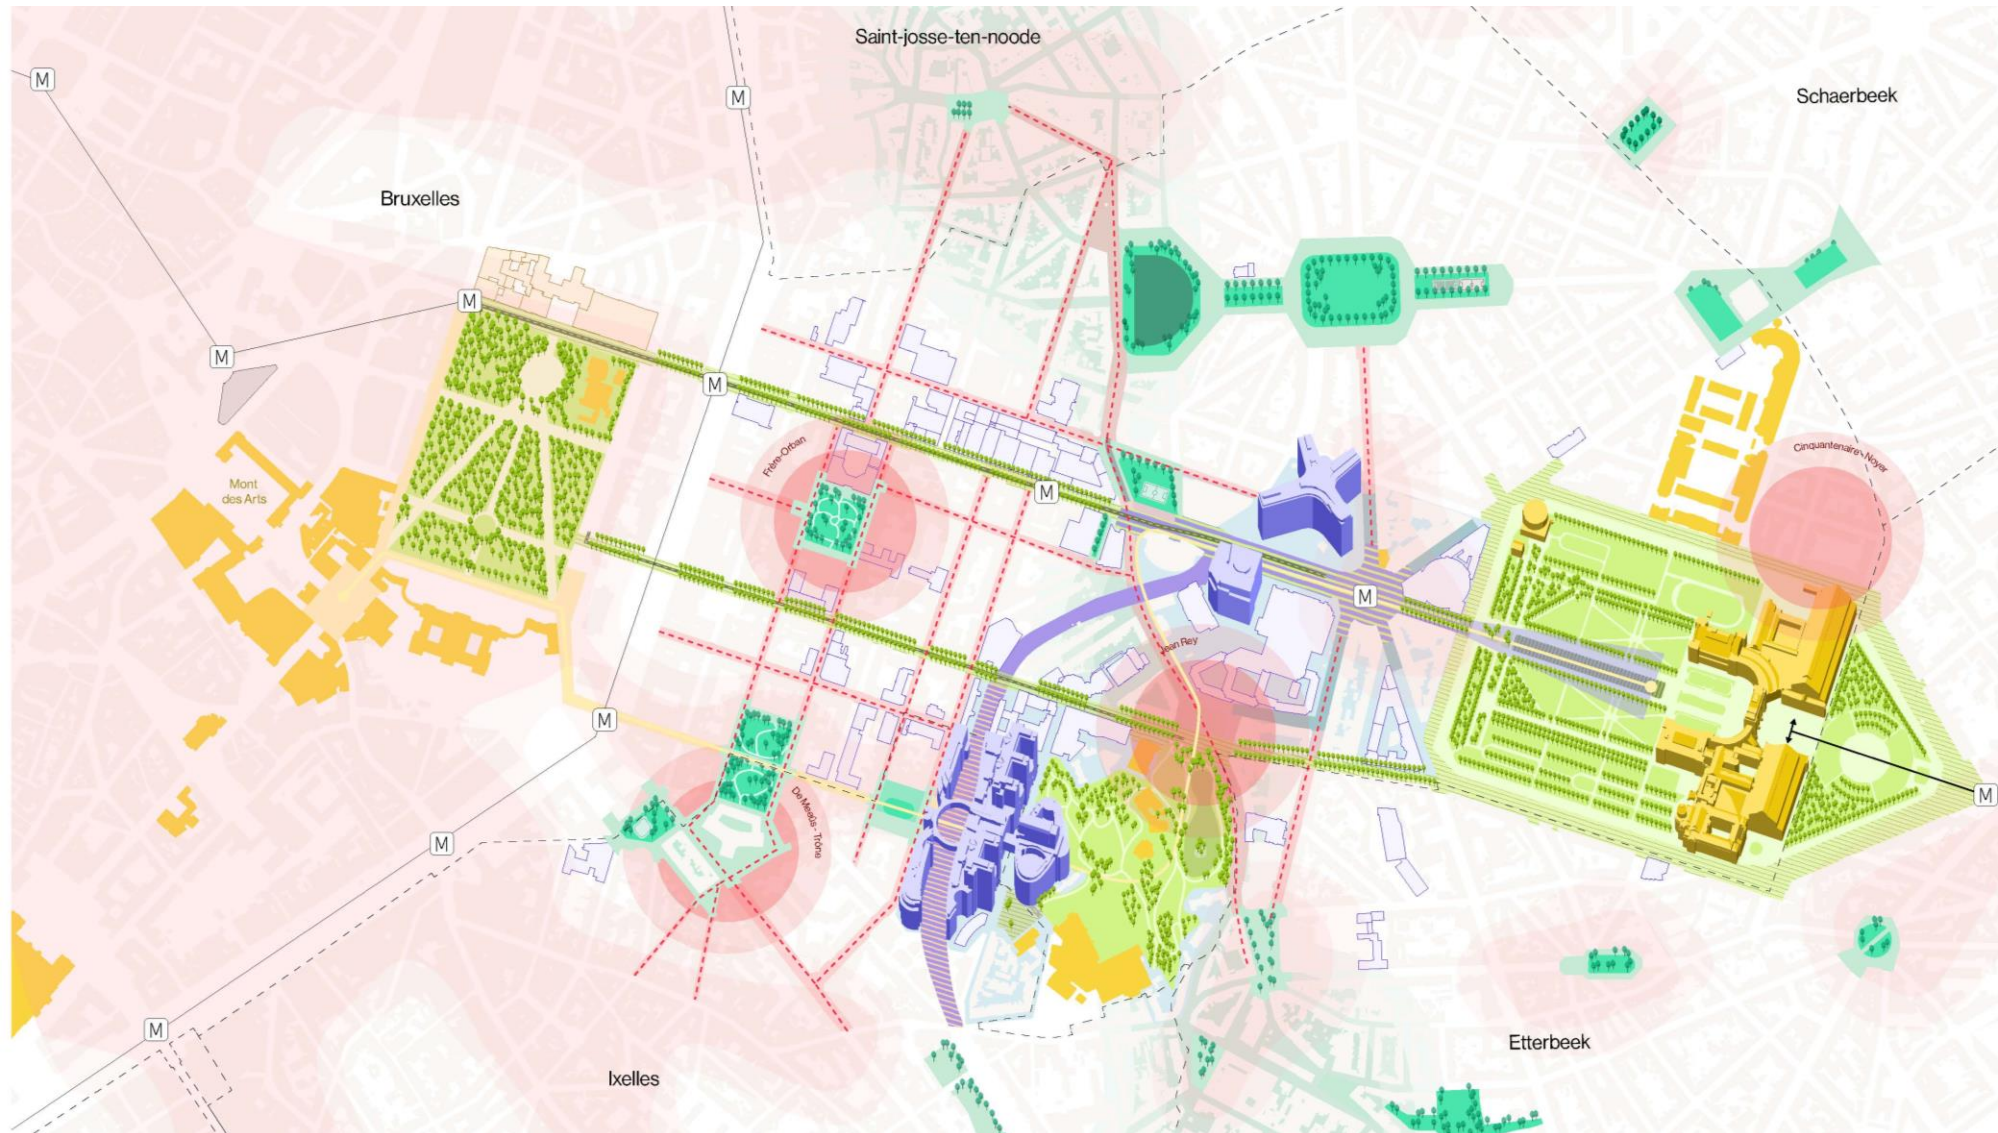 Saint-josse-ten-noode
M
M
Schaerbeek
Bruxelles
M
M
M
Frère-Orban
Cinquantenaire - Noyer
Mont
des Arts
M
M
Jean Rey
M
De Meeûs - Trône
M
M
M
Etterbeek
Ixelles